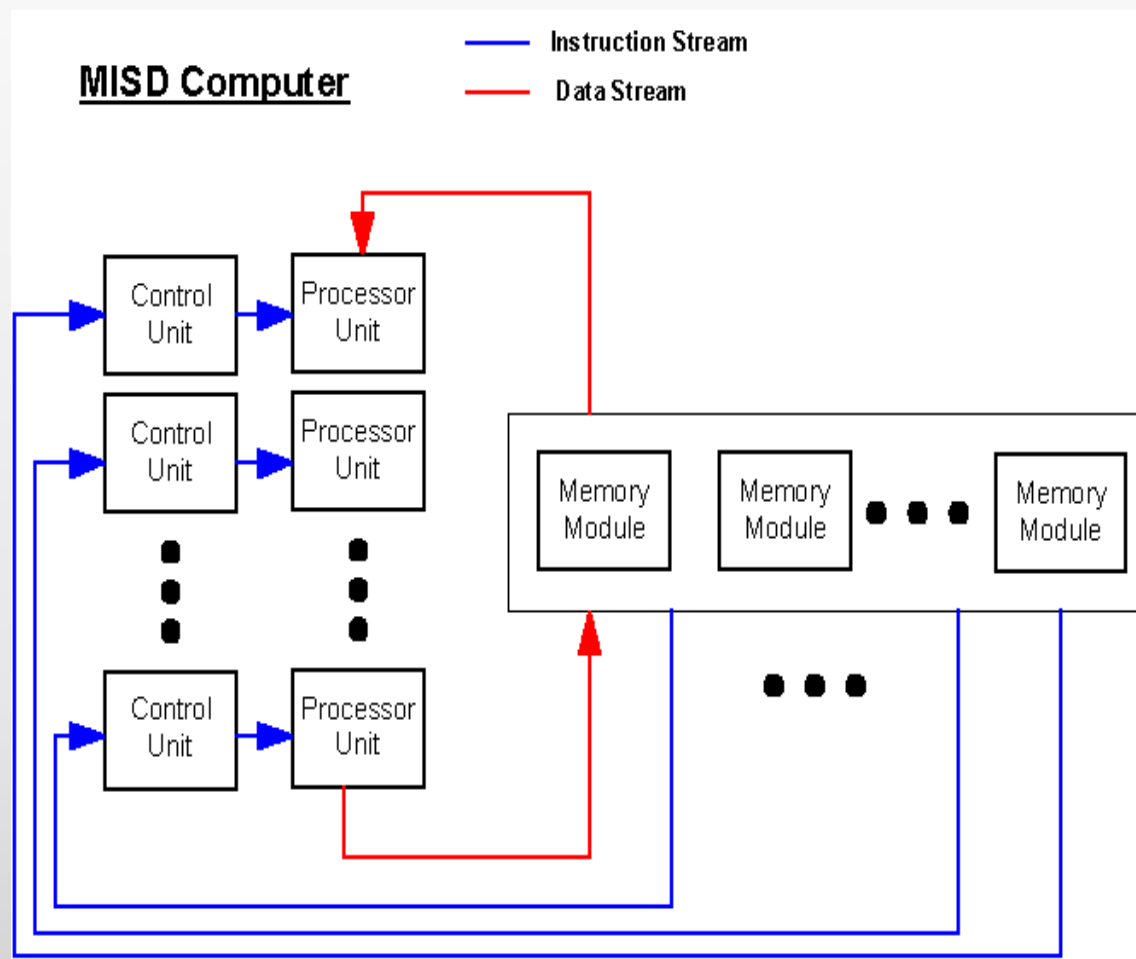 Instruction Stream
MISD Computer
Data Stream
Control
Unit
Processor
Unit
Control
Unit
Processor
Unit
Memory
Module
Memory
Module
Memory
Module
Control
Unit
Processor
Unit